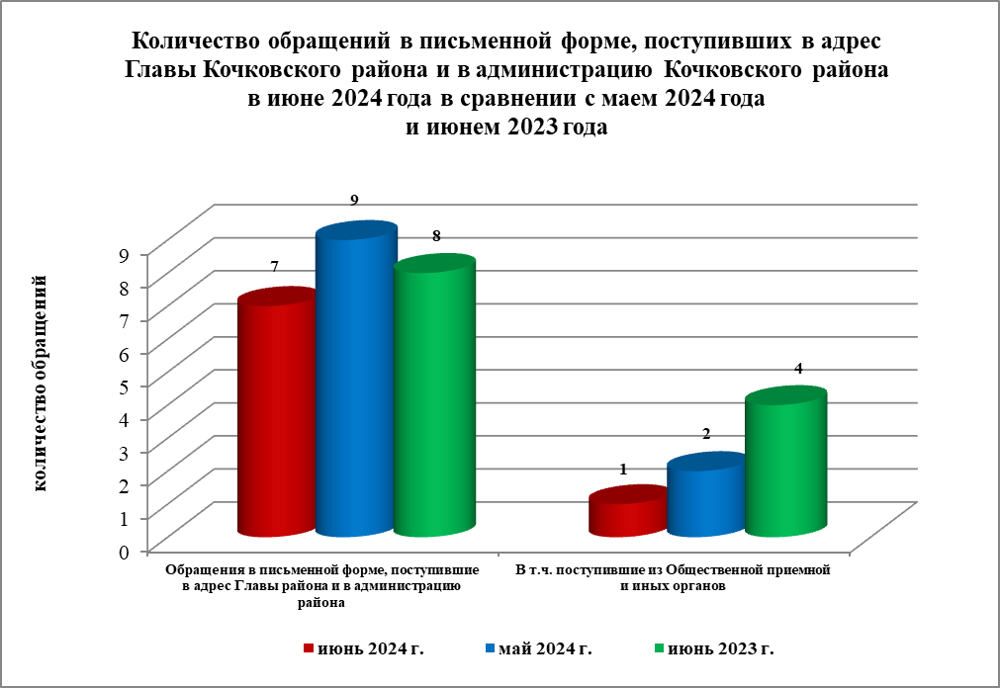 Количество обращений в письменной форме, поступивших в адрес
Главы Кочковского района и в администрацию Кочковского района
в июне 2024 года в сравнении с маем 2024 года
и июнем 2023 года
количество обращений
9
8
7
6
5
4
3
2
1
0
7
9
8
1
2
4
Обращения в письменной форме, поступившие
в адрес Главы района и в администрацию
района
В т.ч. поступившие из Общественной приемной
и иных органов
июнь 2024 г.
май 2024 г.
июнь 2023 г.